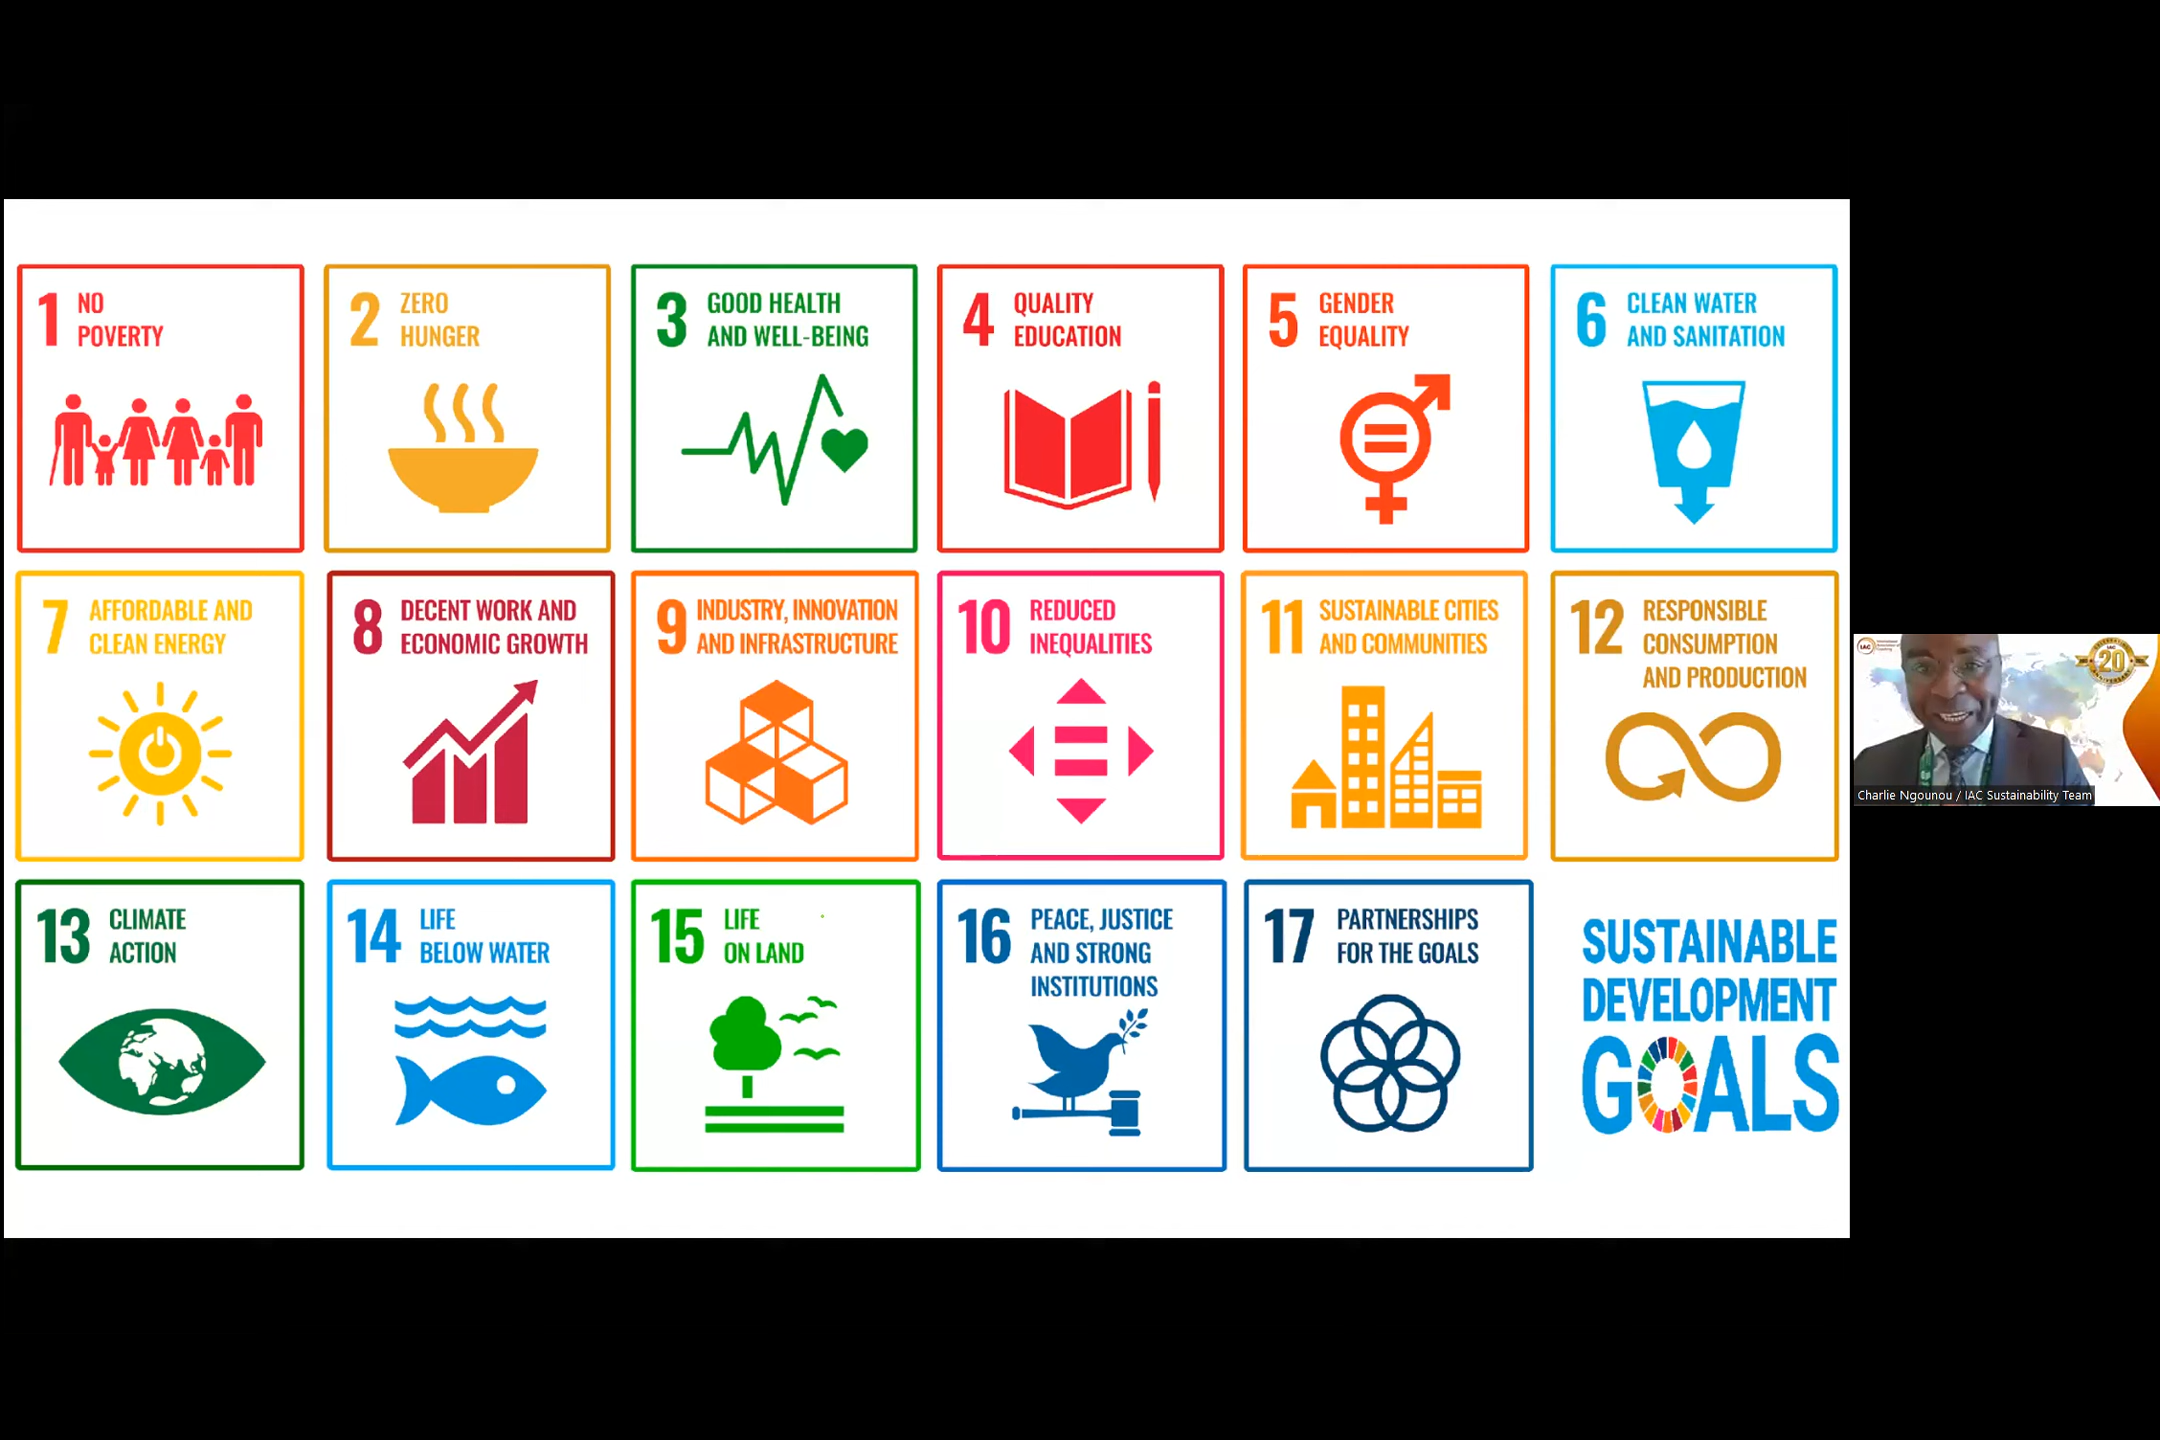 1 NO
POVERTY
2 ZERO
HUNGER
3 GOOD HEALTH
AND WELL-BEING
4 QUALITY
EDUCATION
5 GENDER
EQUALITY
6 CLEAN WATER
AND SANITATION
7 AFFORDABLE AND
CLEAN ENERGY
8 DECENT WORK AND
ECONOMIC GROWTH
9 INDUSTRY, INNOVATION
AND INFRASTRUCTURE
10 REDUCED
INEQUALITIES
11 SUSTAINABLE CITIES
AND COMMUNITIES
12 RESPONSIBLE
CONSUMPTION
AND PRODUCTION
13 CLIMATE
ACTION
14 LIFE
BELOW WATER
15 LIFE
ON LAND
16 PEACE, JUSTICE
AND STRONG
INSTITUTIONS
17 PARTNERSHIPS
FOR THE GOALS
SUSTAINABLE
DEVELOPMENT
GOALS
IAC
20
Charlie Ngounou / IAC Sustainability Team